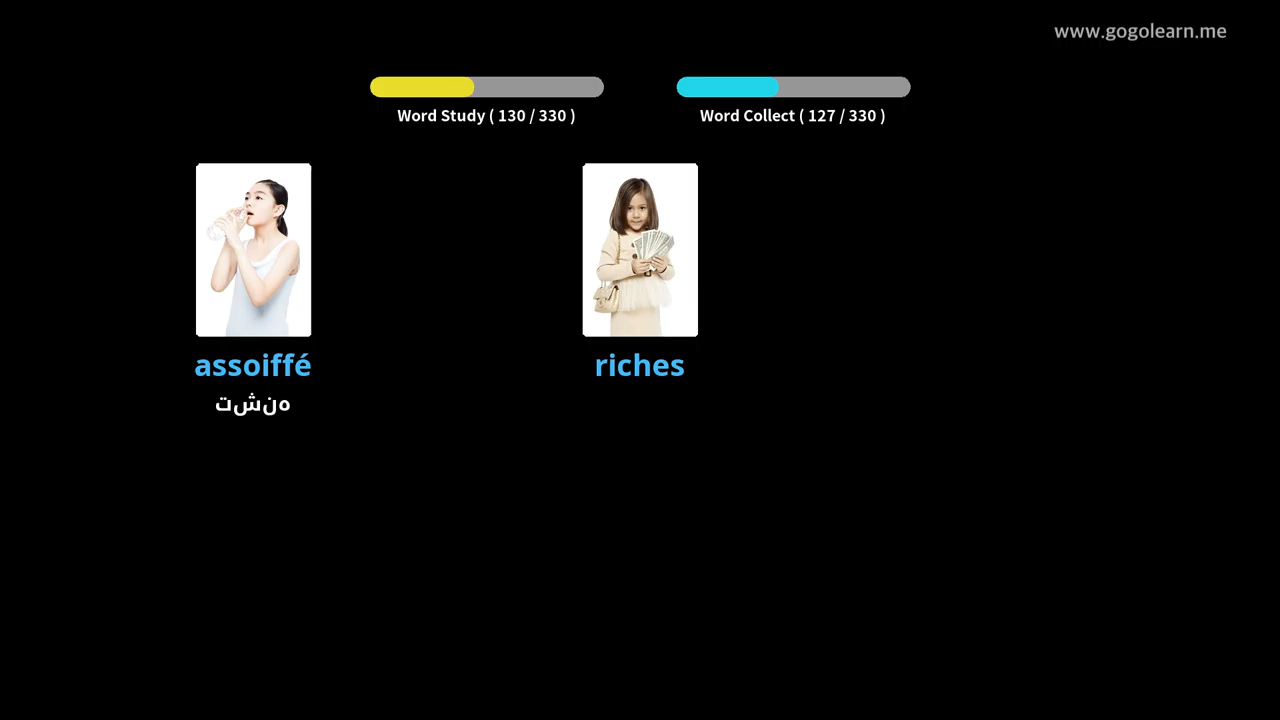 www.gogolearn.me
Word Study ( 130 / 330 )
Word Collect ( 127 / 330 )
assoiffé
riches
تشنه